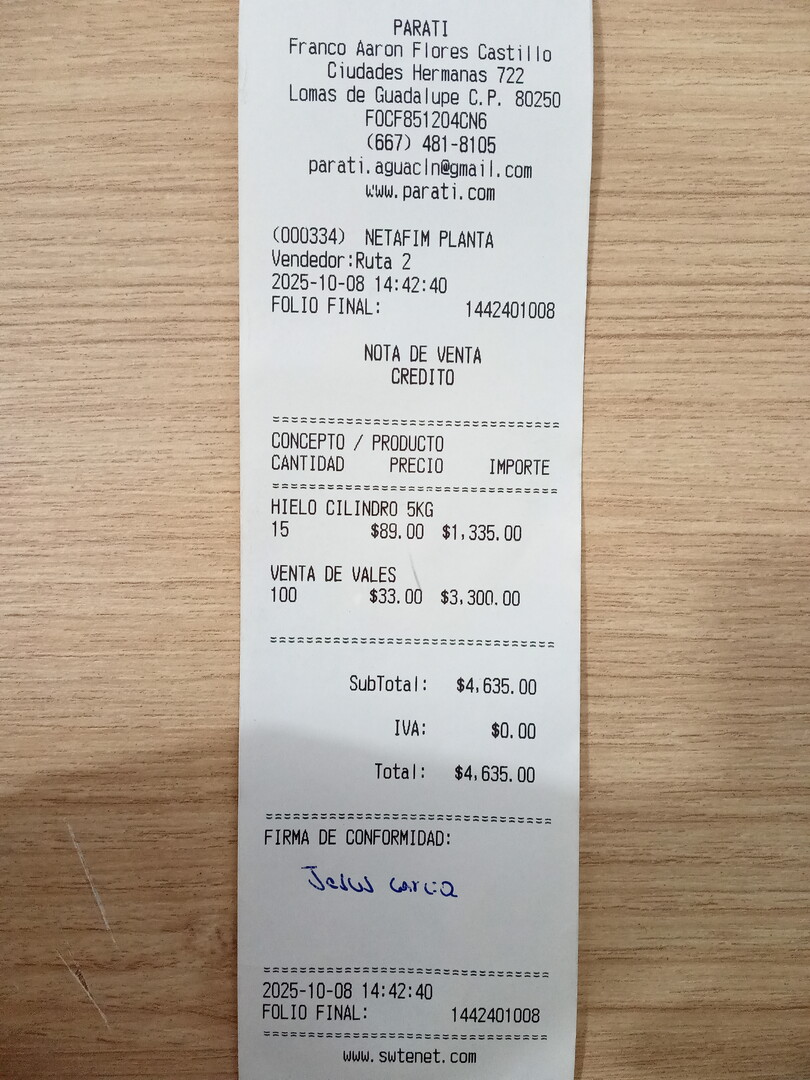 PARATI
Franco Aaron Flores Castillo
Ciudades Hermanas 722
Lomas de Guadalupe C.P. 80250
FOCF851204CN6
(667) 481-8105
parati.aguacln@gmail.com
www.parati.com
(000334) NETAFIM PLANTA
Vendedor:Ruta 2
2025-10-08 14:42:40
FOLIO FINAL: 1442401008
NOTA DE VENTA
CREDITO
===============================
CONCEPTO / PRODUCTO
CANTIDAD PRECIO IMPORTE
===============================
HIELO CILINDRO 5KG
15 $89.00 $1,335.00
VENTA DE VALES
100 $33.00 $3,300.00
===============================
SubTotal: $4,635.00
IVA: $0.00
Total: $4,635.00
===============================
FIRMA DE CONFORMIDAD:
Jesus Garcia
===============================
2025-10-08 14:42:40
FOLIO FINAL: 1442401008
===============================
www.swtenet.com